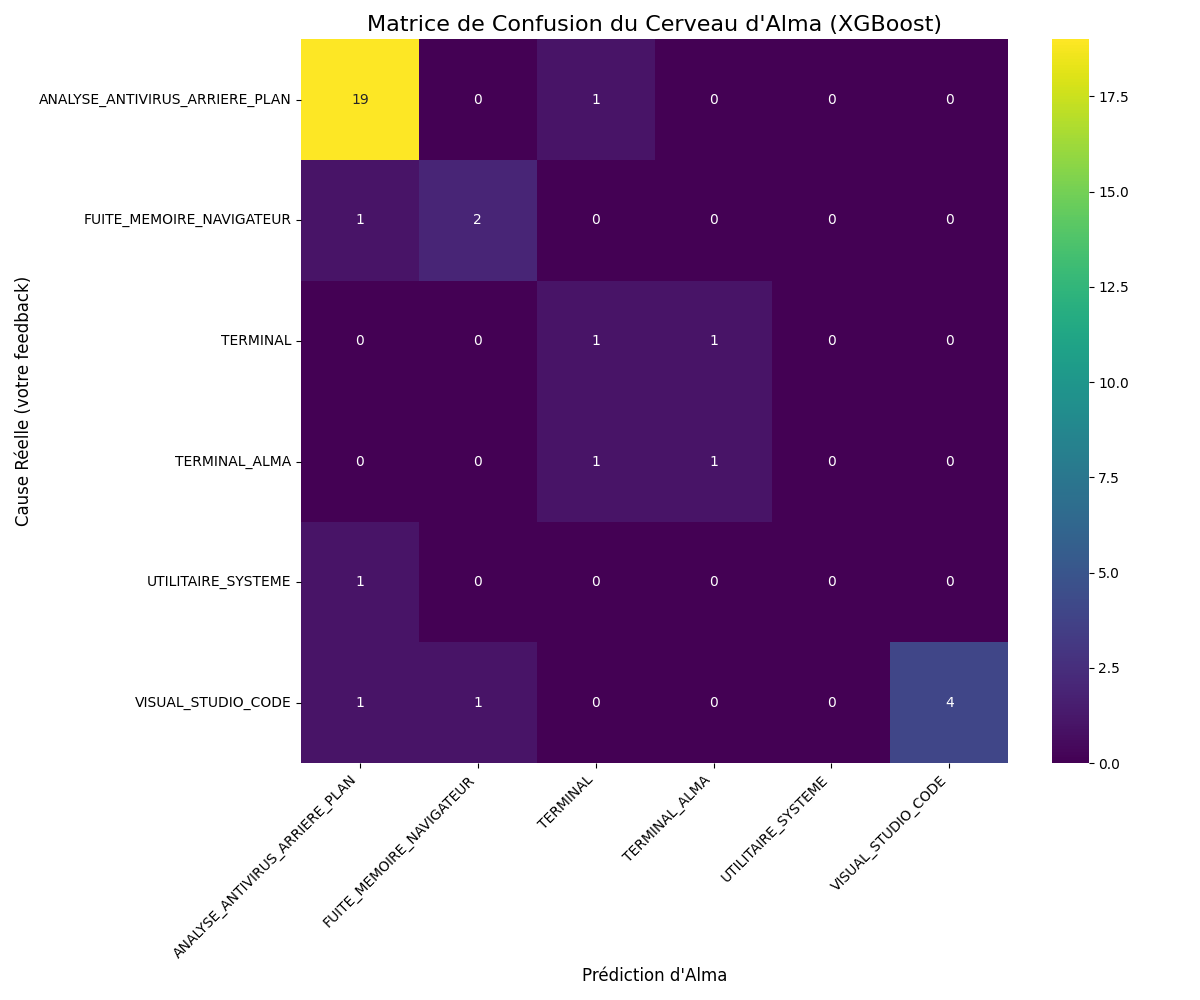 Matrice de Confusion du Cerveau d'Alma (XGBoost)
ANALYSE_ANTIVIRUS_ARRIERE_PLAN 19 0 1 0 0 0
FUITE_MEMOIRE_NAVIGATEUR 1 2 0 0 0 0
TERMINAL 0 0 1 1 0 0
TERMINAL_ALMA 0 0 1 1 0 0
UTILITAIRE_SYSTEME 1 0 0 0 0 0
VISUAL_STUDIO_CODE 1 1 0 0 0 4
Cause Réelle (votre feedback)
ANALYSE_ANTIVIRUS_ARRIERE_PLAN
FUITE_MEMOIRE_NAVIGATEUR
TERMINAL
TERMINAL_ALMA
UTILITAIRE_SYSTEME
VISUAL_STUDIO_CODE
Prédiction d'Alma
17.5
15.0
12.5
10.0
7.5
5.0
2.5
0.0